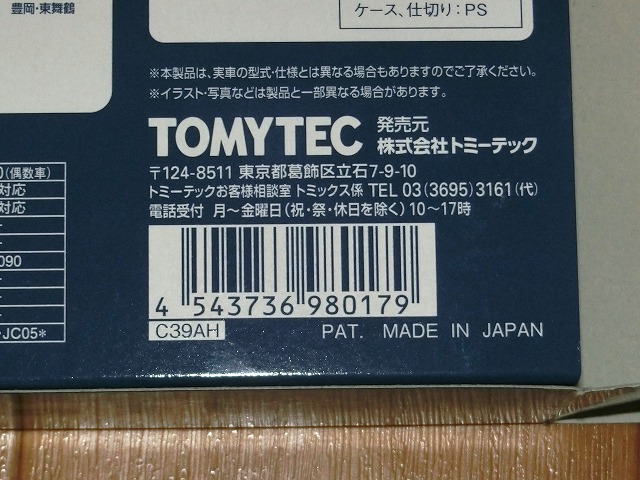 豊岡・東舞鶴
ケース、仕切り：PS
※本製品は、実車の型式・仕様とは異なる場合もありますのでご了承ください。
※イラスト・写真などは製品と一部異なる場合があります。
TOMYTEC 発売元
株式会社トミーテック
〒124-8511 東京都葛飾区立石7-9-10
トミーテックお客様相談室 トミックス係 TEL 03(3695)3161(代)
電話受付 月～金曜日(祝・祭・休日を除く)10～17時
0(偶数車)
対応
対応
090
JC05*
4 543736 980179
C39AH
PAT. MADE IN JAPAN